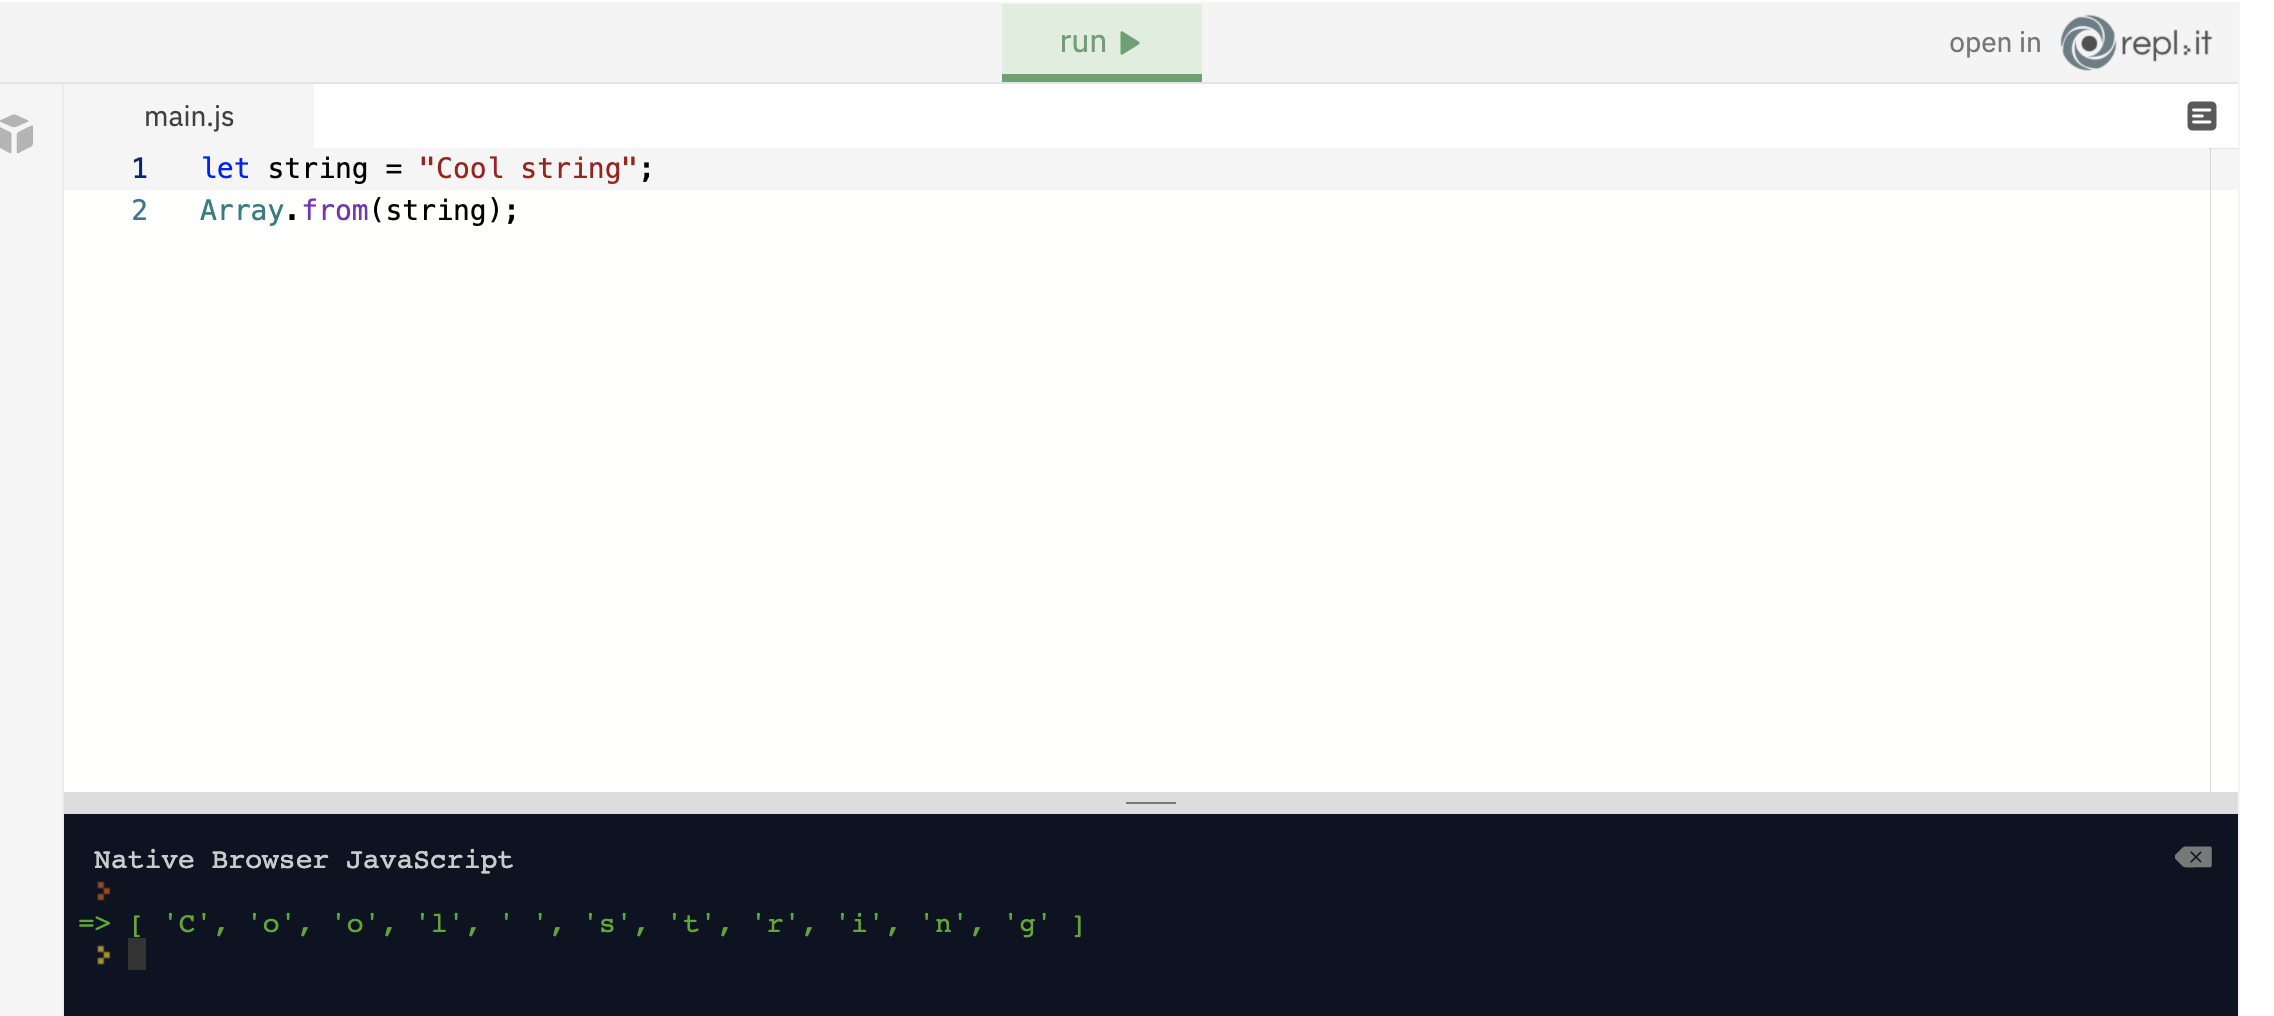 run
open in repl.it
main.js
1 let string = "Cool string";
2 Array.from(string);
Native Browser JavaScript
=> [ 'C', 'o', 'o', 'l', ' ', 's', 't', 'r', 'i', 'n', 'g' ]